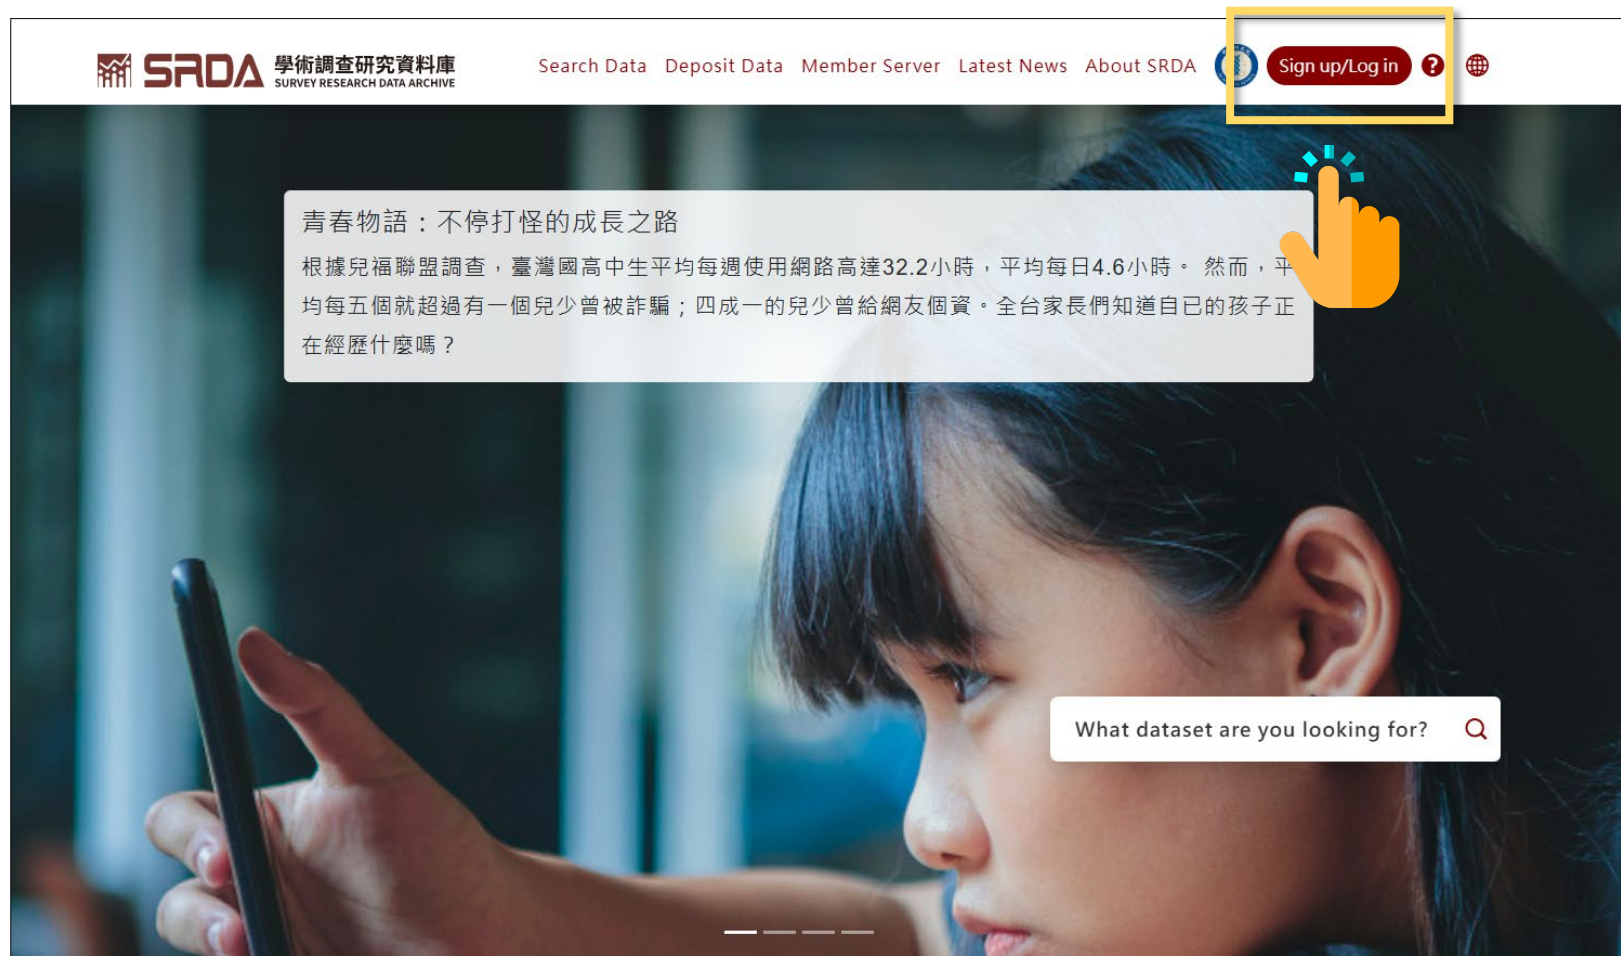 SRDA 學術調查研究資料庫
SURVEY RESEARCH DATA ARCHIVE
Search Data Deposit Data Member Server Latest News About SRDA Sign up/Log in ?
青春物語：不停打怪的成長之路
根據兒福聯盟調查，臺灣國高中生平均每週使用網路高達32.2小時，平均每日4.6小時。 然而，平
均每五個就超過有一個兒少曾被詐騙；四成一的兒少曾給網友個資。全台家長們知道自已的孩子正
在經歷什麼嗎？
What dataset are you looking for?